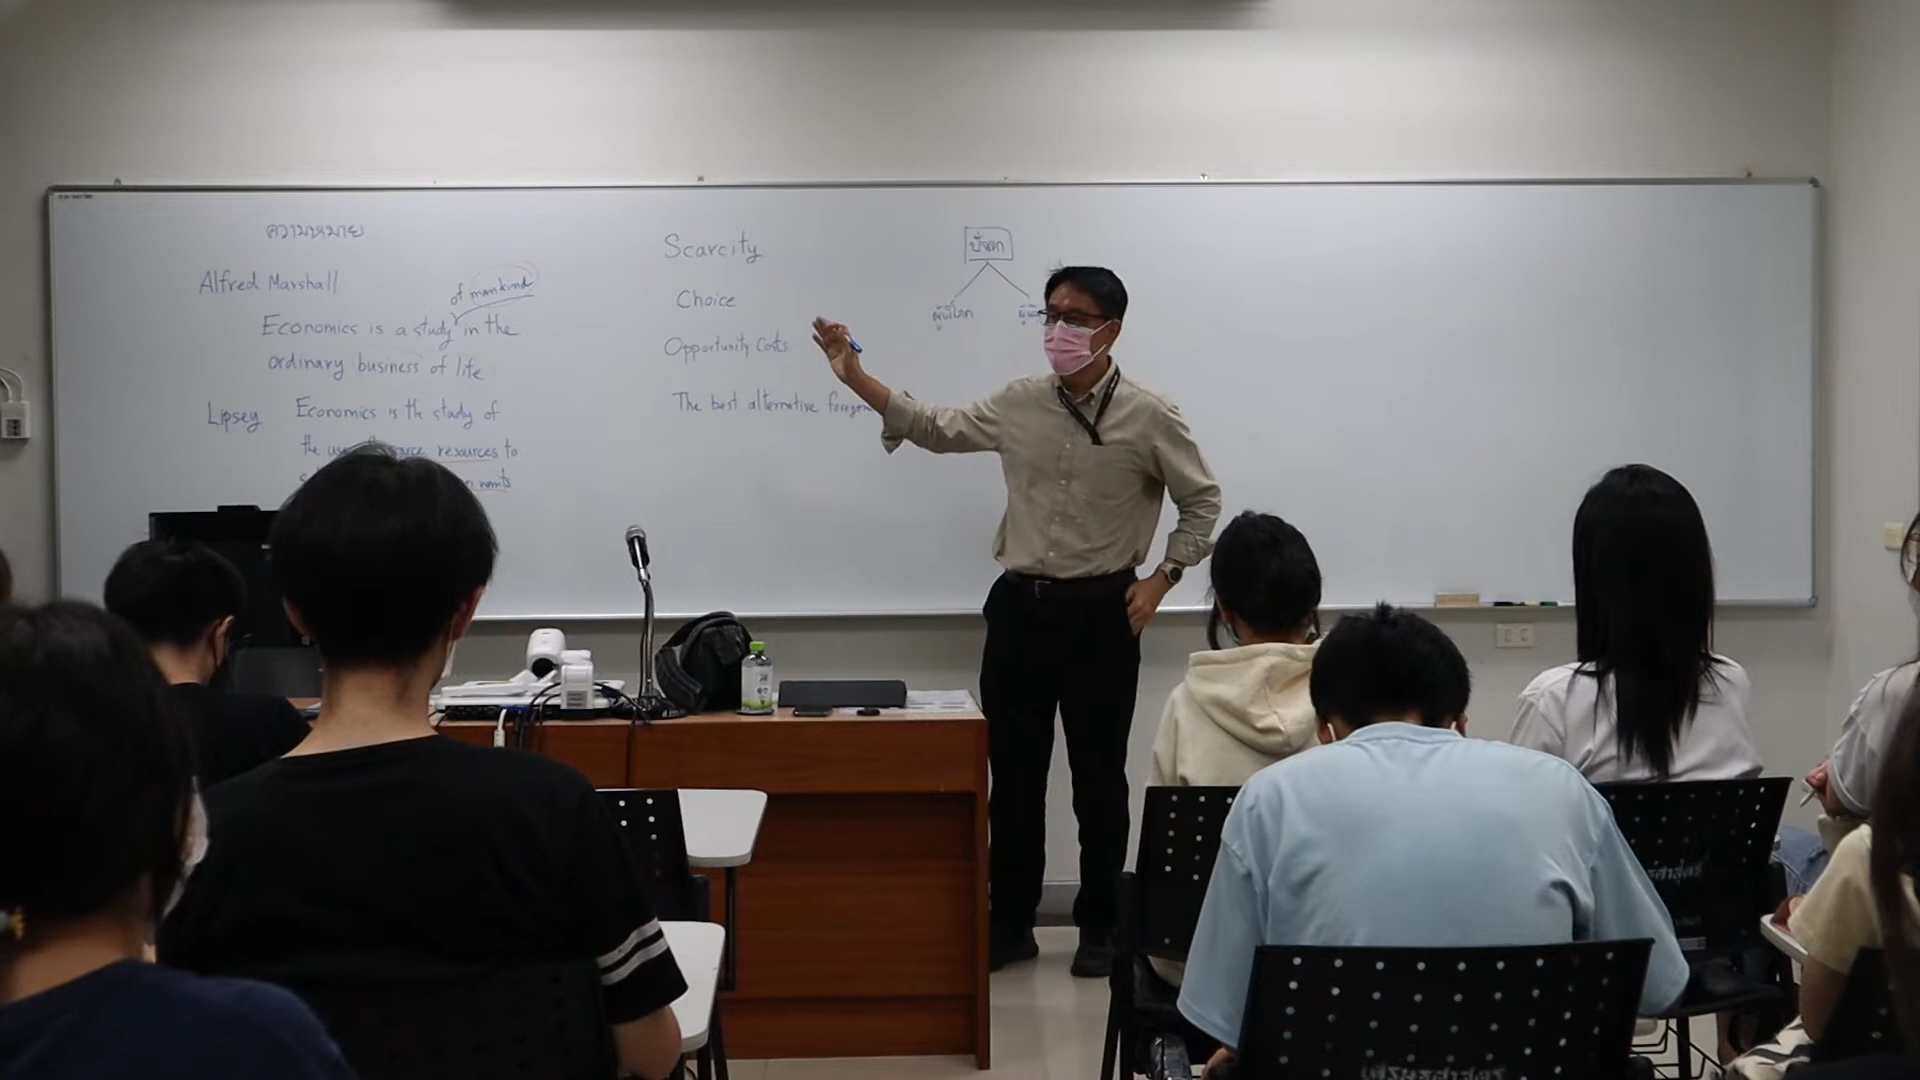 ความหมาย
Alfred Marshall
of mankind
Economics is a study in the
ordinary business of life
Lipsey Economics is the study of
the resources to
wants
Scarcity
Choice
Opportunity Costs
The best alternative
ปัจเจก
ผู้บริโภค